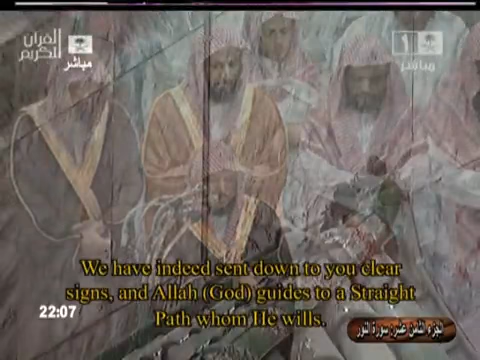 القرآن
الكريم
مباشر
1
مباشر
We have indeed sent down to you clear
signs, and Allah (God) guides to a Straight
Path whom He wills.
22:07
الجزء الثامن عشر: سورة النور